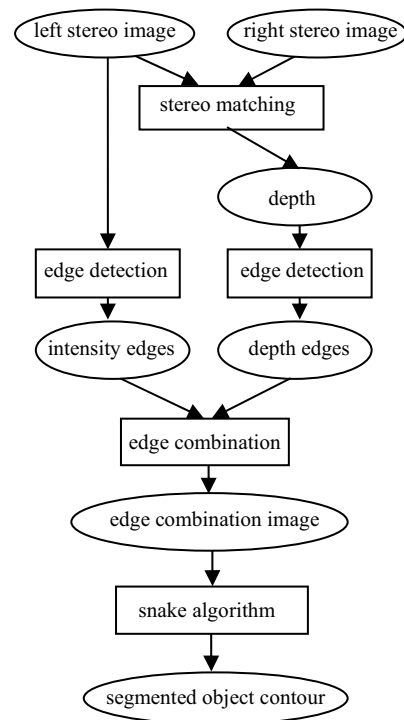 left stereo image
right stereo image
stereo matching
depth
edge detection
edge detection
intensity edges
depth edges
edge combination
edge combination image
snake algorithm
segmented object contour